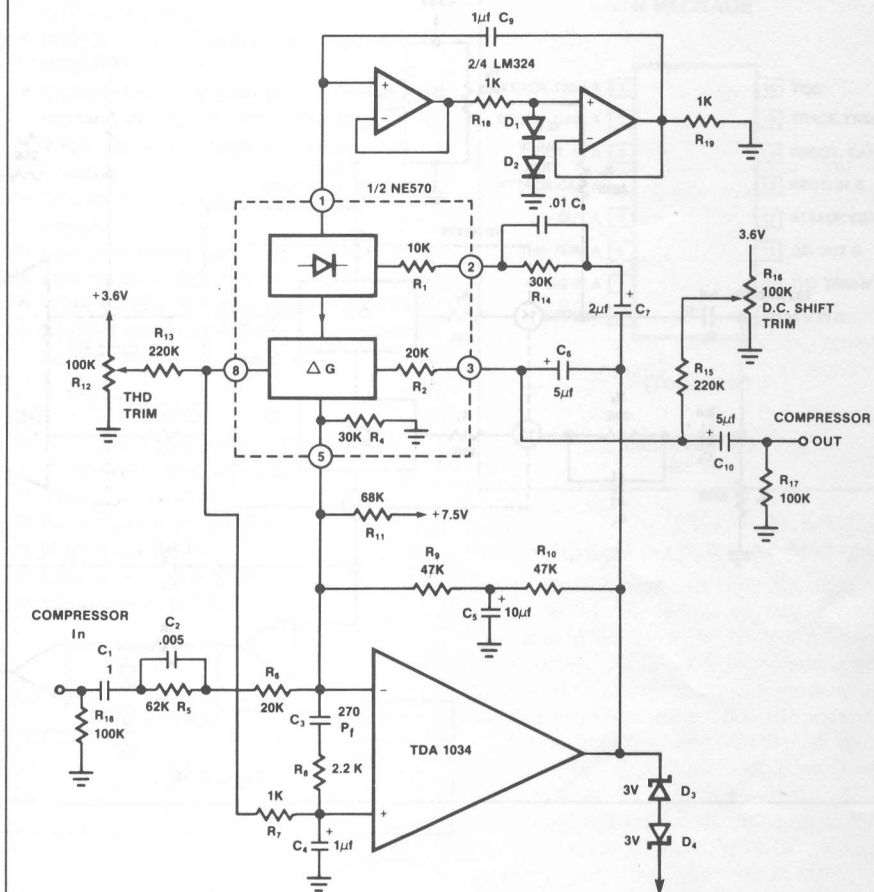 1μf C9
2/4 LM324
1K
R18
D1
D2
+
−
+
−
1K
R19
1/2 NE570
1
.01 C8
10K
R1
2
30K
R14
3.6V
R16
100K
D.C. SHIFT
TRIM
+3.6V
R13
220K
100K
R12
THD
TRIM
8
△ G
20K
R2
3
+
C6
5μf
2μf
C7
R15
220K
30K R4
5
5μf
+
C10
COMPRESSOR
OUT
R17
100K
68K
R11
+7.5V
R9
47K
R10
47K
C5
+
10μf
COMPRESSOR
In
C1
1
C2
.005
62K R5
R18
100K
R6
20K
C3
270
Pf
R8
2.2 K
1K
R7
C4
+
1μf
−
+
TDA 1034
3V
D3
3V
D4